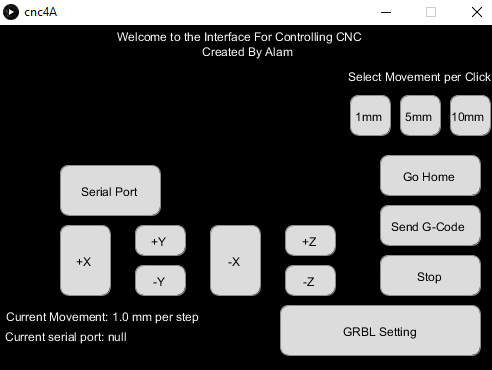 cnc4A
Welcome to the Interface For Controlling CNC
Created By Alam
Select Movement per Click
1mm 5mm 10mm
Go Home
Serial Port
Send G-Code
+X +Y -X +Z
-Y -Z
Stop
Current Movement: 1.0 mm per step
Current serial port: null
GRBL Setting